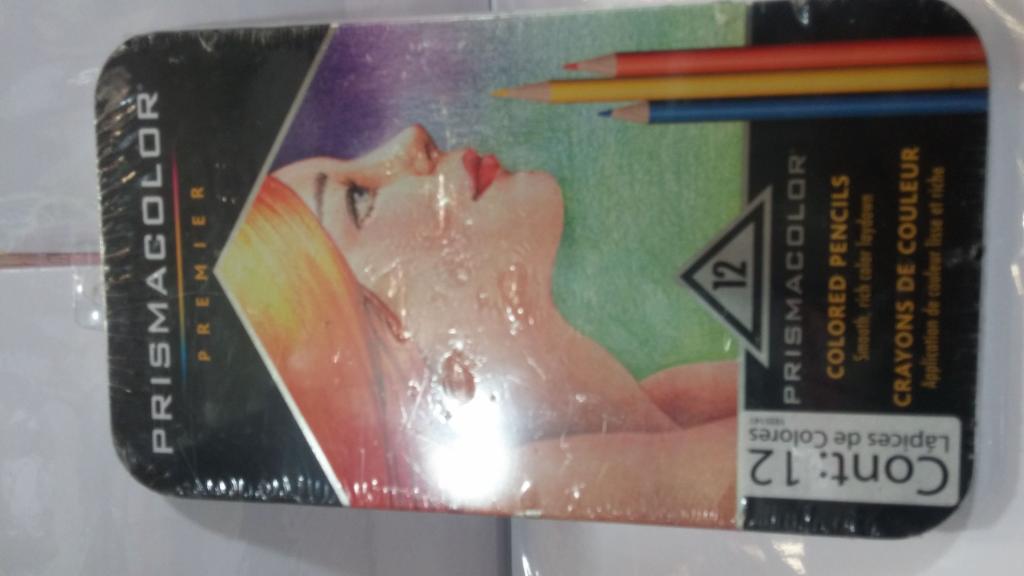 PRISMACOLOR
PREMIER
12
PRISMACOLOR
COLORED PENCILS
Smooth, rich color laydown
CRAYONS DE COULEUR
Application de couleur lisse et riche
Cont: 12
Lápices de Colores